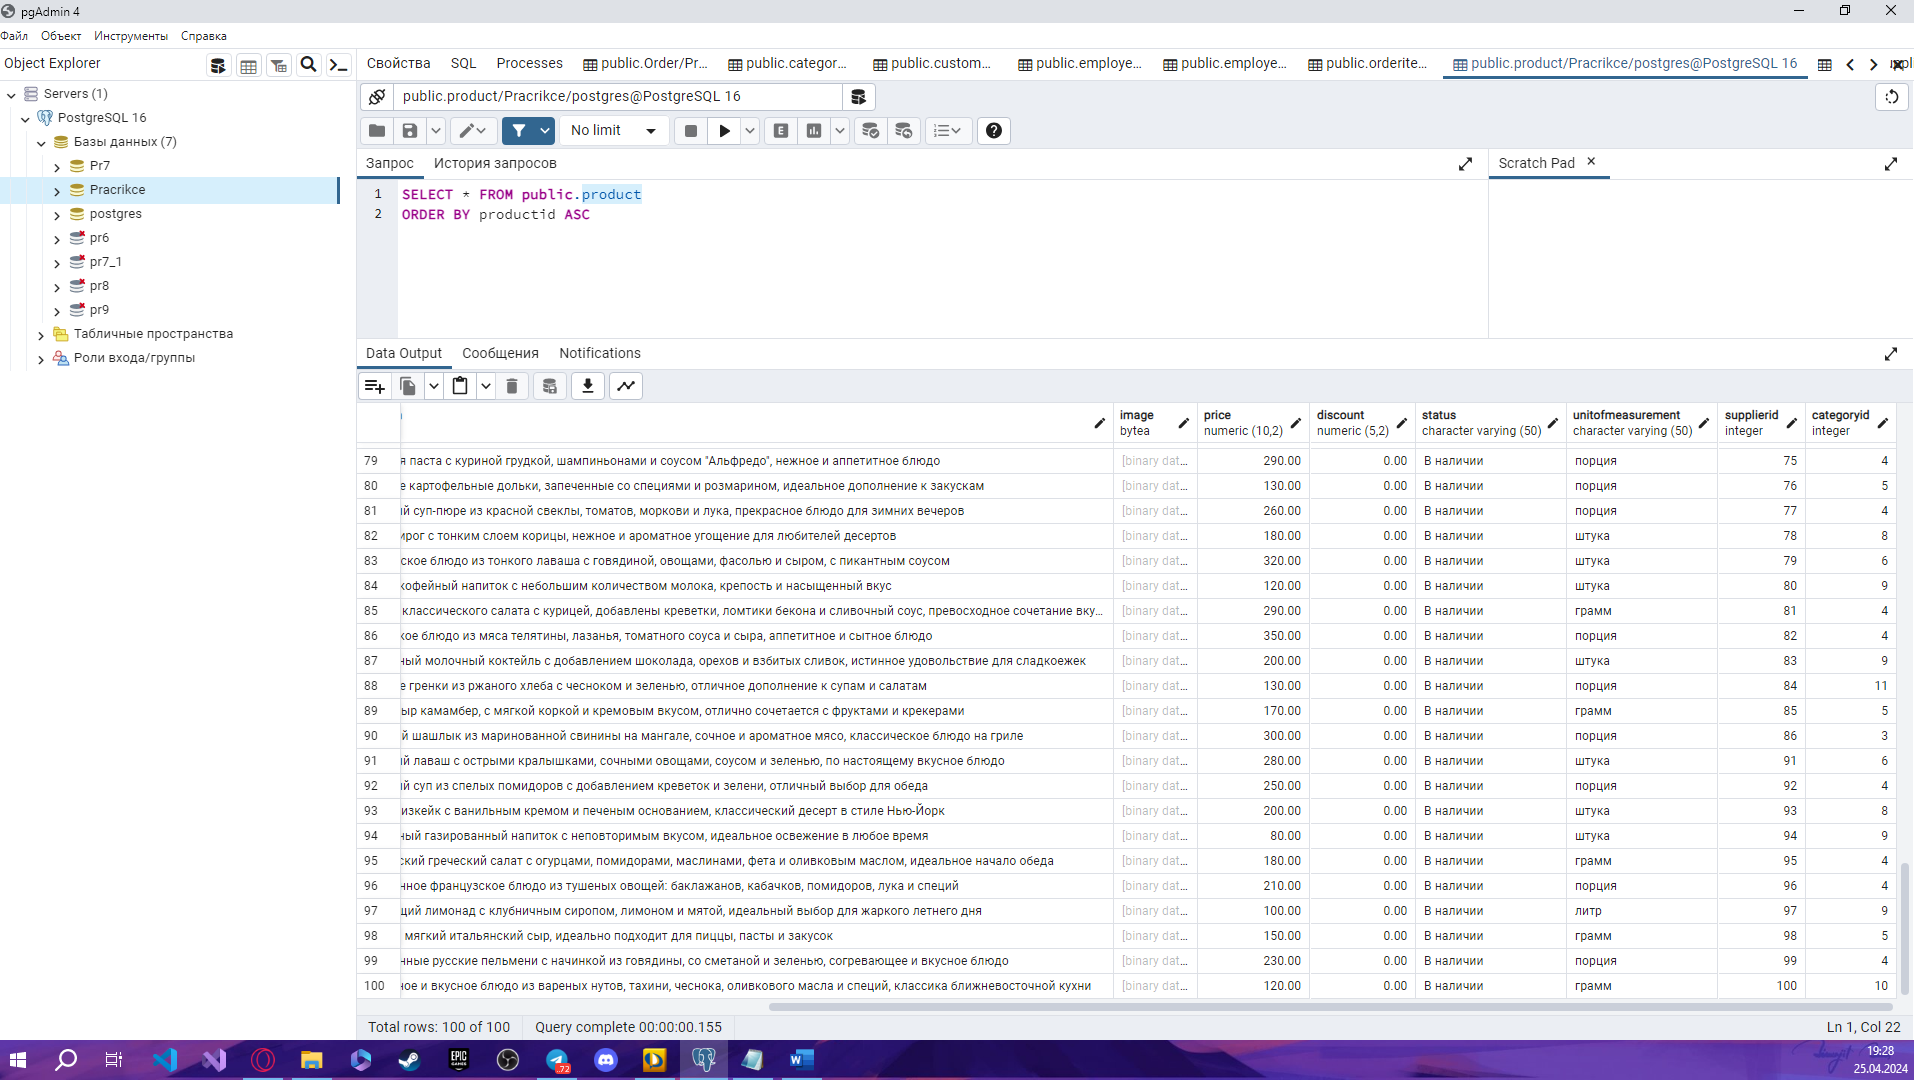 pgAdmin 4
Файл Объект Инструменты Справка
Object Explorer
Servers (1)
PostgreSQL 16
Базы данных (7)
Pr7
Pracrikce
postgres
pr6
pr7_1
pr8
pr9
Табличные пространства
Роли входа/группы
Свойства SQL Processes public.Order/Pr... public.categor... public.custom... public.employe... public.employe... public.orderite... public.product/Pracrikce/postgres@PostgreSQL 16
public.product/Pracrikce/postgres@PostgreSQL 16
No limit
Запрос История запросов
Scratch Pad
1 SELECT * FROM public.product
2 ORDER BY productid ASC
Data Output Сообщения Notifications
image price discount status unitofmeasurement supplierid categoryid
bytea numeric (10,2) numeric (5,2) character varying (50) character varying (50) integer integer
79 я паста с куриной грудкой, шампиньонами и соусом "Альфредо", нежное и аппетитное блюдо [binary dat... 290.00 0.00 В наличии порция 75 4
80 е картофельные дольки, запеченные со специями и розмарином, идеальное дополнение к закускам [binary dat... 130.00 0.00 В наличии порция 76 5
81 ий суп-пюре из красной свеклы, томатов, моркови и лука, прекрасное блюдо для зимних вечеров [binary dat... 260.00 0.00 В наличии порция 77 4
82 ирог с тонким слоем корицы, нежное и ароматное угощение для любителей десертов [binary dat... 180.00 0.00 В наличии штука 78 8
83 ское блюдо из тонкого лаваша с говядиной, овощами, фасолью и сыром, с пикантным соусом [binary dat... 320.00 0.00 В наличии штука 79 6
84 кофейный напиток с небольшим количеством молока, крепость и насыщенный вкус [binary dat... 120.00 0.00 В наличии штука 80 9
85 классического салата с курицей, добавлены креветки, ломтики бекона и сливочный соус, превосходное сочетание вку... [binary dat... 290.00 0.00 В наличии грамм 81 4
86 кое блюдо из мяса телятины, лазанья, томатного соуса и сыра, аппетитное и сытное блюдо [binary dat... 350.00 0.00 В наличии порция 82 4
87 ный молочный коктейль с добавлением шоколада, орехов и взбитых сливок, истинное удовольствие для сладкоежек [binary dat... 200.00 0.00 В наличии штука 83 9
88 е гренки из ржаного хлеба с чесноком и зеленью, отличное дополнение к супам и салатам [binary dat... 130.00 0.00 В наличии порция 84 11
89 ыр камамбер, с мягкой коркой и кремовым вкусом, отлично сочетается с фруктами и крекерами [binary dat... 170.00 0.00 В наличии грамм 85 5
90 й шашлык из маринованной свинины на мангале, сочное и ароматное мясо, классическое блюдо на гриле [binary dat... 300.00 0.00 В наличии порция 86 3
91 й лаваш с острыми кралышками, сочными овощами, соусом и зеленью, по настоящему вкусное блюдо [binary dat... 280.00 0.00 В наличии штука 91 6
92 ий суп из спелых помидоров с добавлением креветок и зелени, отличный выбор для обеда [binary dat... 250.00 0.00 В наличии порция 92 4
93 изкейк с ванильным кремом и печеным основанием, классический десерт в стиле Нью-Йорк [binary dat... 200.00 0.00 В наличии штука 93 8
94 ный газированный напиток с неповторимым вкусом, идеальное освежение в любое время [binary dat... 80.00 0.00 В наличии штука 94 9
95 ский греческий салат с огурцами, помидорами, маслинами, фета и оливковым маслом, идеальное начало обеда [binary dat... 180.00 0.00 В наличии грамм 95 4
96 нное французское блюдо из тушеных овощей: баклажанов, кабачков, помидоров, лука и специй [binary dat... 210.00 0.00 В наличии порция 96 4
97 щий лимонад с клубничным сиропом, лимоном и мятой, идеальный выбор для жаркого летнего дня [binary dat... 100.00 0.00 В наличии литр 97 9
98 мягкий итальянский сыр, идеально подходит для пиццы, пасты и закусок [binary dat... 150.00 0.00 В наличии грамм 98 5
99 нные русские пельмени с начинкой из говядины, со сметаной и зеленью, согревающее и вкусное блюдо [binary dat... 230.00 0.00 В наличии порция 99 4
100 ное и вкусное блюдо из вареных нутов, тахини, чеснока, оливкового масла и специй, классика ближневосточной кухни [binary dat... 120.00 0.00 В наличии грамм 100 10
Total rows: 100 of 100 Query complete 00:00:00.155 Ln 1, Col 22
EPIC GAMES
72
19:28
25.04.2024